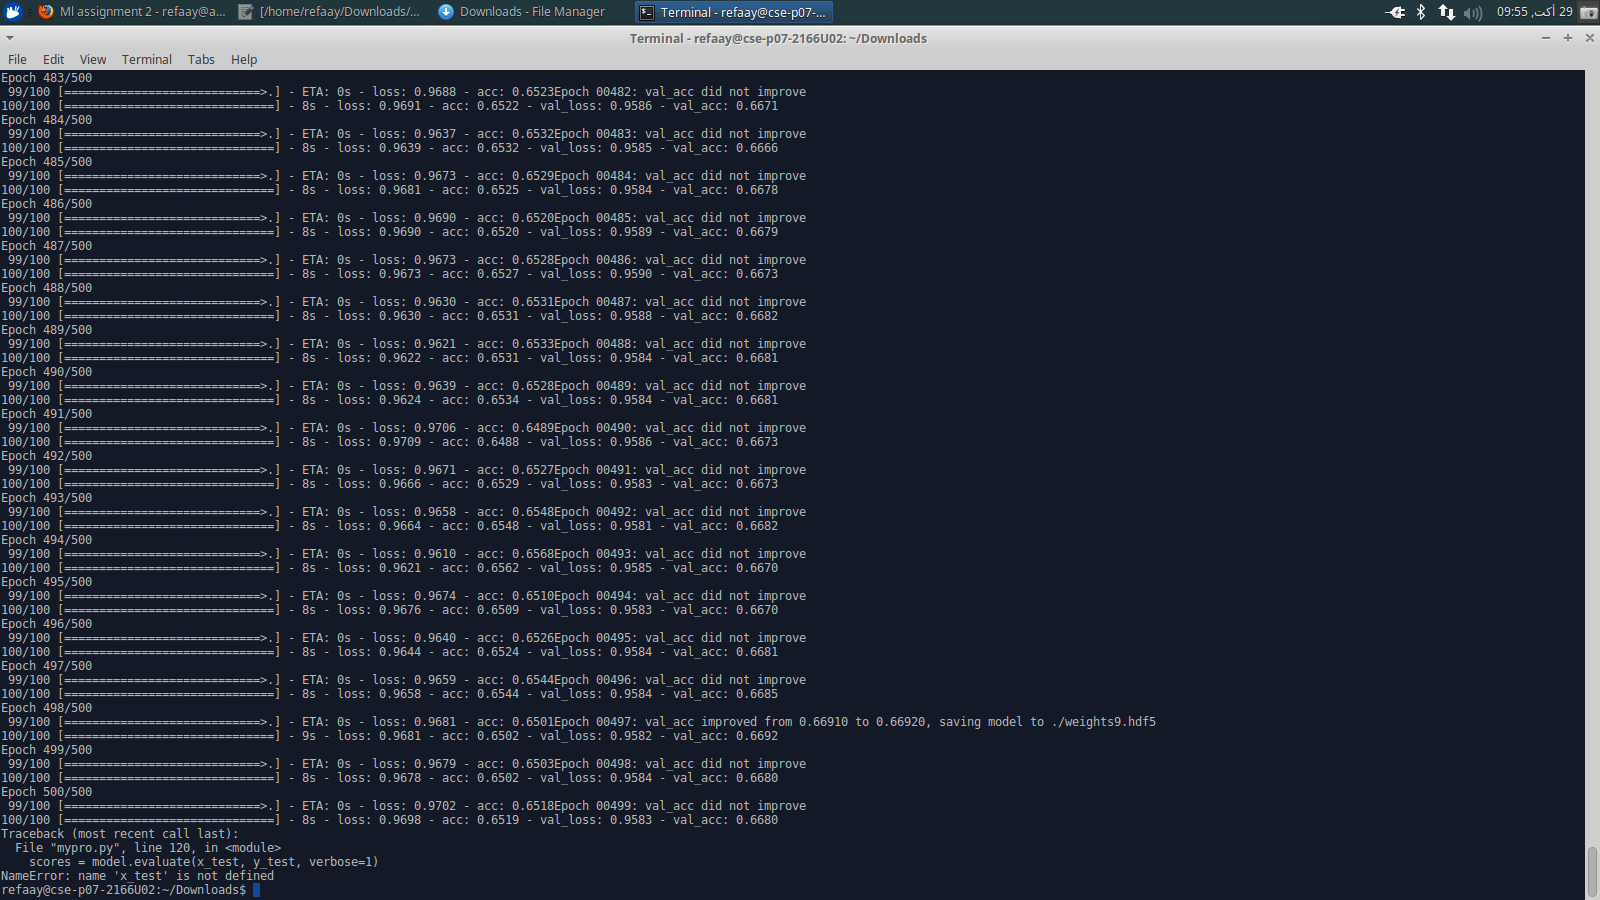 Ml assignment 2 - refaay@a... [/home/refaay/Downloads/... Downloads - File Manager Terminal - refaay@cse-p07-... 09:55 ,أكت 29
Terminal - refaay@cse-p07-2166U02: ~/Downloads
File Edit View Terminal Tabs Help
Epoch 483/500
99/100 [============================>.] - ETA: 0s - loss: 0.9688 - acc: 0.6523Epoch 00482: val_acc did not improve
100/100 [==============================] - 8s - loss: 0.9691 - acc: 0.6522 - val_loss: 0.9586 - val_acc: 0.6671
Epoch 484/500
99/100 [============================>.] - ETA: 0s - loss: 0.9637 - acc: 0.6532Epoch 00483: val_acc did not improve
100/100 [==============================] - 8s - loss: 0.9639 - acc: 0.6532 - val_loss: 0.9585 - val_acc: 0.6666
Epoch 485/500
99/100 [============================>.] - ETA: 0s - loss: 0.9673 - acc: 0.6529Epoch 00484: val_acc did not improve
100/100 [==============================] - 8s - loss: 0.9681 - acc: 0.6525 - val_loss: 0.9584 - val_acc: 0.6678
Epoch 486/500
99/100 [============================>.] - ETA: 0s - loss: 0.9690 - acc: 0.6520Epoch 00485: val_acc did not improve
100/100 [==============================] - 8s - loss: 0.9690 - acc: 0.6520 - val_loss: 0.9589 - val_acc: 0.6679
Epoch 487/500
99/100 [============================>.] - ETA: 0s - loss: 0.9673 - acc: 0.6528Epoch 00486: val_acc did not improve
100/100 [==============================] - 8s - loss: 0.9673 - acc: 0.6527 - val_loss: 0.9590 - val_acc: 0.6673
Epoch 488/500
99/100 [============================>.] - ETA: 0s - loss: 0.9630 - acc: 0.6531Epoch 00487: val_acc did not improve
100/100 [==============================] - 8s - loss: 0.9630 - acc: 0.6531 - val_loss: 0.9588 - val_acc: 0.6682
Epoch 489/500
99/100 [============================>.] - ETA: 0s - loss: 0.9621 - acc: 0.6533Epoch 00488: val_acc did not improve
100/100 [==============================] - 8s - loss: 0.9622 - acc: 0.6531 - val_loss: 0.9584 - val_acc: 0.6681
Epoch 490/500
99/100 [============================>.] - ETA: 0s - loss: 0.9639 - acc: 0.6528Epoch 00489: val_acc did not improve
100/100 [==============================] - 8s - loss: 0.9624 - acc: 0.6534 - val_loss: 0.9584 - val_acc: 0.6681
Epoch 491/500
99/100 [============================>.] - ETA: 0s - loss: 0.9706 - acc: 0.6489Epoch 00490: val_acc did not improve
100/100 [==============================] - 8s - loss: 0.9709 - acc: 0.6488 - val_loss: 0.9586 - val_acc: 0.6673
Epoch 492/500
99/100 [============================>.] - ETA: 0s - loss: 0.9671 - acc: 0.6527Epoch 00491: val_acc did not improve
100/100 [==============================] - 8s - loss: 0.9666 - acc: 0.6529 - val_loss: 0.9583 - val_acc: 0.6673
Epoch 493/500
99/100 [============================>.] - ETA: 0s - loss: 0.9658 - acc: 0.6548Epoch 00492: val_acc did not improve
100/100 [==============================] - 8s - loss: 0.9664 - acc: 0.6548 - val_loss: 0.9581 - val_acc: 0.6682
Epoch 494/500
99/100 [============================>.] - ETA: 0s - loss: 0.9610 - acc: 0.6568Epoch 00493: val_acc did not improve
100/100 [==============================] - 8s - loss: 0.9621 - acc: 0.6562 - val_loss: 0.9585 - val_acc: 0.6670
Epoch 495/500
99/100 [============================>.] - ETA: 0s - loss: 0.9674 - acc: 0.6510Epoch 00494: val_acc did not improve
100/100 [==============================] - 8s - loss: 0.9676 - acc: 0.6509 - val_loss: 0.9583 - val_acc: 0.6670
Epoch 496/500
99/100 [============================>.] - ETA: 0s - loss: 0.9640 - acc: 0.6526Epoch 00495: val_acc did not improve
100/100 [==============================] - 8s - loss: 0.9644 - acc: 0.6524 - val_loss: 0.9584 - val_acc: 0.6681
Epoch 497/500
99/100 [============================>.] - ETA: 0s - loss: 0.9659 - acc: 0.6544Epoch 00496: val_acc did not improve
100/100 [==============================] - 8s - loss: 0.9658 - acc: 0.6544 - val_loss: 0.9584 - val_acc: 0.6685
Epoch 498/500
99/100 [============================>.] - ETA: 0s - loss: 0.9681 - acc: 0.6501Epoch 00497: val_acc improved from 0.66910 to 0.66920, saving model to ./weights9.hdf5
100/100 [==============================] - 9s - loss: 0.9681 - acc: 0.6502 - val_loss: 0.9582 - val_acc: 0.6692
Epoch 499/500
99/100 [============================>.] - ETA: 0s - loss: 0.9679 - acc: 0.6503Epoch 00498: val_acc did not improve
100/100 [==============================] - 8s - loss: 0.9678 - acc: 0.6502 - val_loss: 0.9584 - val_acc: 0.6680
Epoch 500/500
99/100 [============================>.] - ETA: 0s - loss: 0.9702 - acc: 0.6518Epoch 00499: val_acc did not improve
100/100 [==============================] - 8s - loss: 0.9698 - acc: 0.6519 - val_loss: 0.9583 - val_acc: 0.6680
Traceback (most recent call last):
File "mypro.py", line 120, in <module>
scores = model.evaluate(x_test, y_test, verbose=1)
NameError: name 'x_test' is not defined
refaay@cse-p07-2166U02:~/Downloads$